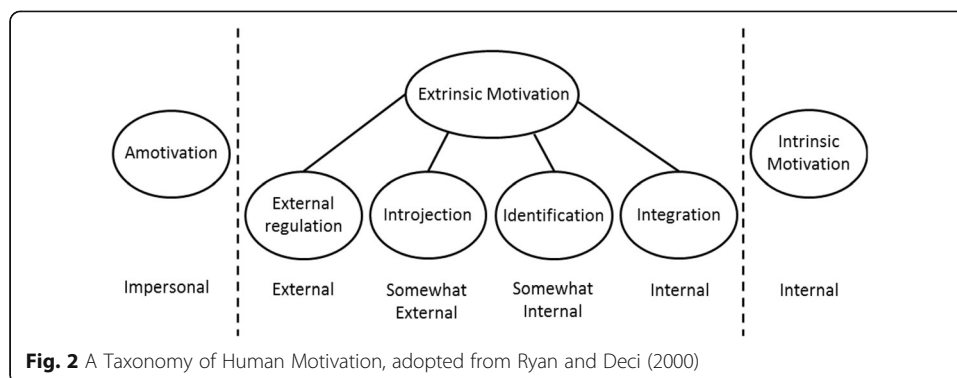 Extrinsic Motivation
Amotivation
Intrinsic
Motivation
External
regulation
Introjection
Identification
Integration
Impersonal
External
Somewhat
External
Somewhat
Internal
Internal
Internal
Fig. 2 A Taxonomy of Human Motivation, adopted from Ryan and Deci (2000)